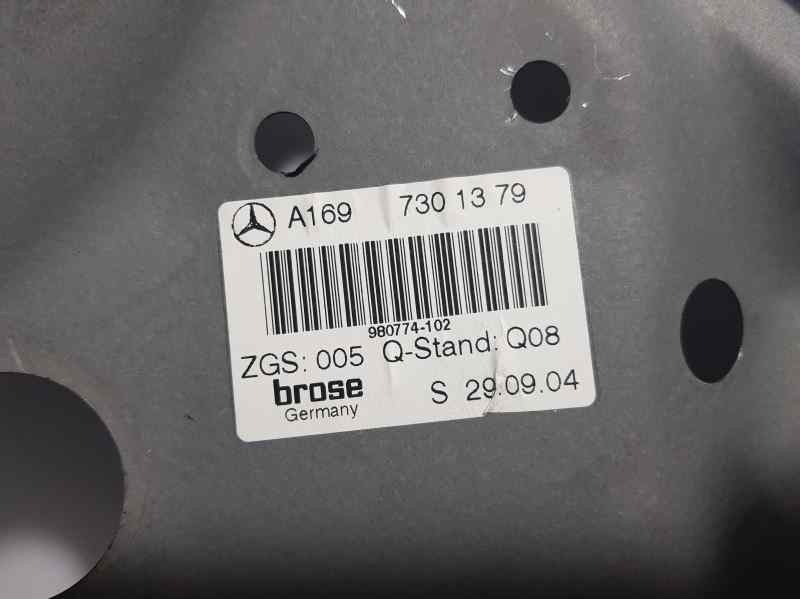 A169 730 13 79
980774-102
ZGS: 005 Q-Stand: Q08
brose
Germany
S 29.09.04